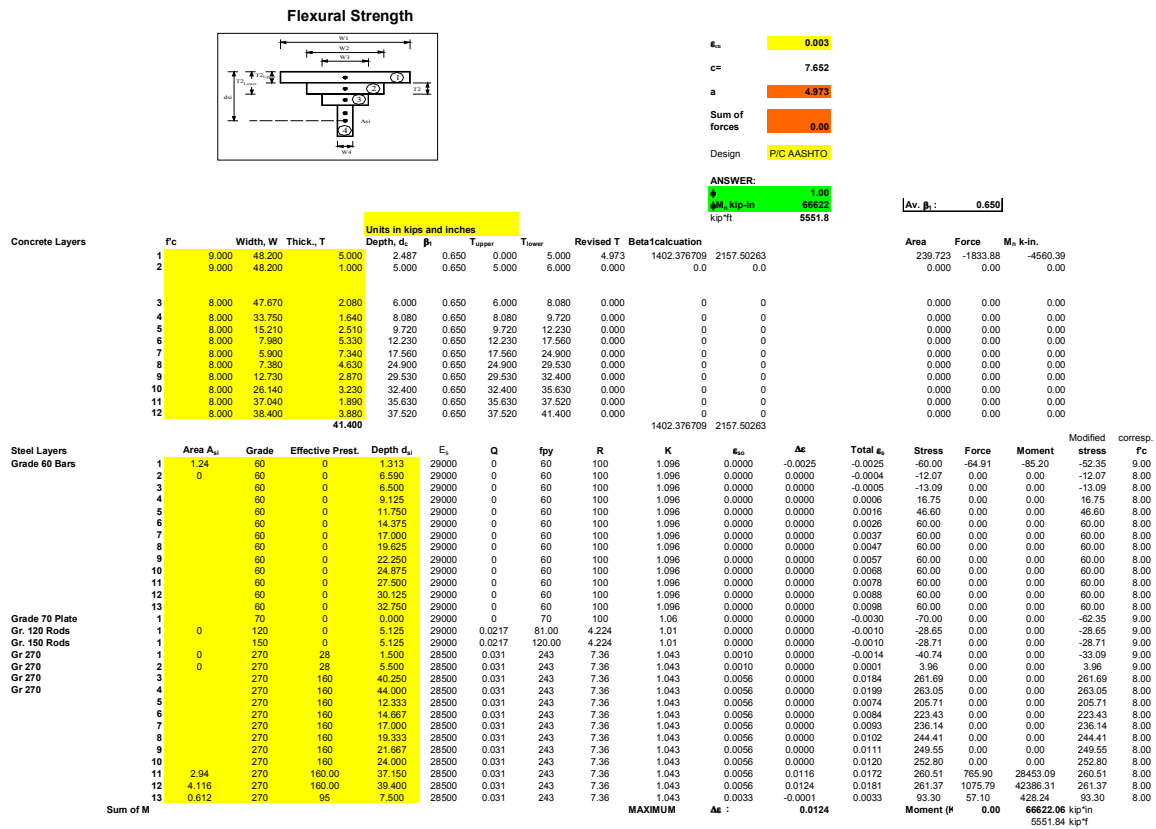 Flexural Strength
W1
W2
W3
T2
dsi
Asi
W4
1
2
3
4
εcu 0.003
c= 7.652
a 4.973
Sum of forces 0.00
Design P/C AASHTO
ANSWER:
ϕ 1.00
ϕMn kip-in 66622
kip*ft 5551.8
Av. β1 : 0.650
Units in kips and inches
Concrete Layers f'c Width, W Thick., T Depth, dc β1 Tupper Tlower Revised T Beta1calcuation Area Force Mn k-in.
1 9.000 48.200 5.000 2.487 0.650 0.000 5.000 4.973 1402.376709 2157.50263 239.723 -1833.88 -4560.39
2 9.000 48.200 1.000 5.000 0.650 5.000 6.000 0.000 0.0 0.0 0.000 0.00 0.00
3 8.000 47.670 2.080 6.000 0.650 6.000 8.080 0.000 0 0 0.000 0.00 0.00
4 8.000 33.750 1.640 8.080 0.650 8.080 9.720 0.000 0 0 0.000 0.00 0.00
5 8.000 15.210 2.510 9.720 0.650 9.720 12.230 0.000 0 0 0.000 0.00 0.00
6 8.000 7.980 5.330 12.230 0.650 12.230 17.560 0.000 0 0 0.000 0.00 0.00
7 8.000 5.900 7.340 17.560 0.650 17.560 24.900 0.000 0 0 0.000 0.00 0.00
8 8.000 7.380 4.630 24.900 0.650 24.900 29.530 0.000 0 0 0.000 0.00 0.00
9 8.000 12.730 2.870 29.530 0.650 29.530 32.400 0.000 0 0 0.000 0.00 0.00
10 8.000 26.140 3.230 32.400 0.650 32.400 35.630 0.000 0 0 0.000 0.00 0.00
11 8.000 37.040 1.890 35.630 0.650 35.630 37.520 0.000 0 0 0.000 0.00 0.00
12 8.000 38.400 3.880 37.520 0.650 37.520 41.400 0.000 0 0 0.000 0.00 0.00
41.400 1402.376709 2157.50263
Steel Layers Area Asi Grade Effective Prest. Depth dsi Es Q fpy R K εso Δε Total εs Stress Force Moment Modified stress corresp. f'c
Grade 60 Bars 1 1.24 60 0 1.313 29000 0 60 100 1.096 0.0000 -0.0025 -0.0025 -60.00 -64.91 -85.20 -52.35 9.00
2 0 60 0 6.590 29000 0 60 100 1.096 0.0000 0.0000 -0.0004 -12.07 0.00 0.00 -12.07 8.00
3 60 0 6.500 29000 0 60 100 1.096 0.0000 0.0000 -0.0005 -13.09 0.00 0.00 -13.09 8.00
4 60 0 9.125 29000 0 60 100 1.096 0.0000 0.0000 0.0006 16.75 0.00 0.00 16.75 8.00
5 60 0 11.750 29000 0 60 100 1.096 0.0000 0.0000 0.0016 46.60 0.00 0.00 46.60 8.00
6 60 0 14.375 29000 0 60 100 1.096 0.0000 0.0000 0.0026 60.00 0.00 0.00 60.00 8.00
7 60 0 17.000 29000 0 60 100 1.096 0.0000 0.0000 0.0037 60.00 0.00 0.00 60.00 8.00
8 60 0 19.625 29000 0 60 100 1.096 0.0000 0.0000 0.0047 60.00 0.00 0.00 60.00 8.00
9 60 0 22.250 29000 0 60 100 1.096 0.0000 0.0000 0.0057 60.00 0.00 0.00 60.00 8.00
10 60 0 24.875 29000 0 60 100 1.096 0.0000 0.0000 0.0068 60.00 0.00 0.00 60.00 8.00
11 60 0 27.500 29000 0 60 100 1.096 0.0000 0.0000 0.0078 60.00 0.00 0.00 60.00 8.00
12 60 0 30.125 29000 0 60 100 1.096 0.0000 0.0000 0.0088 60.00 0.00 0.00 60.00 8.00
13 60 0 32.750 29000 0 60 100 1.096 0.0000 0.0000 0.0098 60.00 0.00 0.00 60.00 8.00
Grade 70 Plate 1 70 0 0.000 29000 0 70 100 1.06 0.0000 0.0000 -0.0030 -70.00 0.00 0.00 -62.35 9.00
Gr. 120 Rods 1 0 120 0 5.125 29000 0.0217 81.00 4.224 1.01 0.0000 0.0000 -0.0010 -28.65 0.00 0.00 -28.65 9.00
Gr. 150 Rods 1 150 0 5.125 29000 0.0217 120.00 4.224 1.01 0.0000 0.0000 -0.0010 -28.71 0.00 0.00 -28.71 9.00
Gr 270 1 0 270 28 1.500 28500 0.031 243 7.36 1.043 0.0010 0.0000 -0.0014 -40.74 0.00 0.00 -33.09 9.00
Gr 270 2 0 270 28 5.500 28500 0.031 243 7.36 1.043 0.0010 0.0000 0.0001 3.96 0.00 0.00 3.96 9.00
Gr 270 3 270 160 40.250 28500 0.031 243 7.36 1.043 0.0056 0.0000 0.0184 261.69 0.00 0.00 261.69 8.00
Gr 270 4 270 160 44.000 28500 0.031 243 7.36 1.043 0.0056 0.0000 0.0199 263.05 0.00 0.00 263.05 8.00
5 270 160 12.333 28500 0.031 243 7.36 1.043 0.0056 0.0000 0.0074 205.71 0.00 0.00 205.71 8.00
6 270 160 14.667 28500 0.031 243 7.36 1.043 0.0056 0.0000 0.0084 223.43 0.00 0.00 223.43 8.00
7 270 160 17.000 28500 0.031 243 7.36 1.043 0.0056 0.0000 0.0093 236.14 0.00 0.00 236.14 8.00
8 270 160 19.333 28500 0.031 243 7.36 1.043 0.0056 0.0000 0.0102 244.41 0.00 0.00 244.41 8.00
9 270 160 21.667 28500 0.031 243 7.36 1.043 0.0056 0.0000 0.0111 249.55 0.00 0.00 249.55 8.00
10 270 160 24.000 28500 0.031 243 7.36 1.043 0.0056 0.0000 0.0120 252.80 0.00 0.00 252.80 8.00
11 2.94 270 160.00 37.150 28500 0.031 243 7.36 1.043 0.0056 0.0116 0.0172 260.51 765.90 28453.09 260.51 8.00
12 4.116 270 160.00 39.400 28500 0.031 243 7.36 1.043 0.0056 0.0124 0.0181 261.37 1075.79 42386.31 261.37 8.00
13 0.612 270 95 7.500 28500 0.031 243 7.36 1.043 0.0033 -0.0001 0.0033 93.30 57.10 428.24 93.30 8.00
Sum of M MAXIMUM Δε : 0.0124 Moment (K 0.00 66622.06 kip*in
5551.84 kip*f